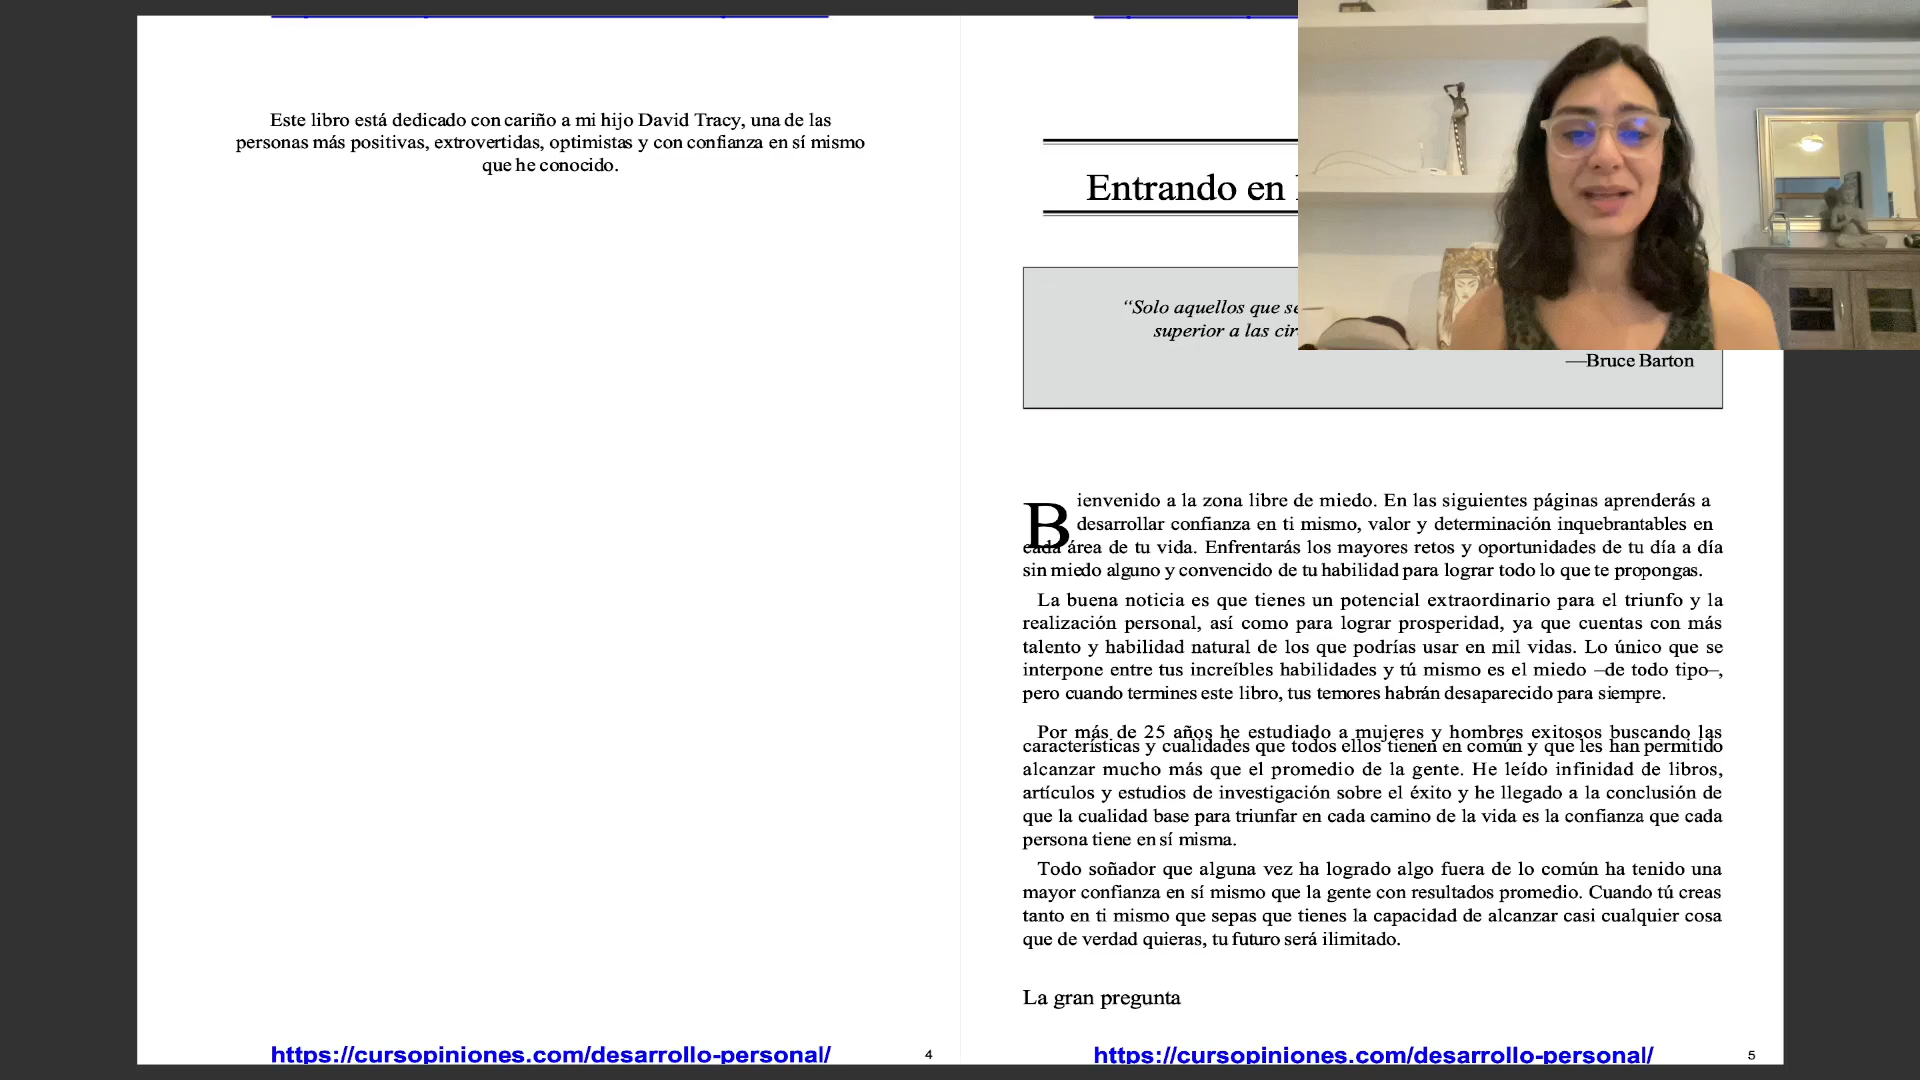 Este libro está dedicado con cariño a mi hijo David Tracy, una de las
personas más positivas, extrovertidas, optimistas y con confianza en sí mismo
que he conocido.
https://cursopiniones.com/desarrollo-personal/
4
Entrando en
“Solo aquellos que se
superior a las cir
—Bruce Barton
Bienvenido a la zona libre de miedo. En las siguientes páginas aprenderás a
desarrollar confianza en ti mismo, valor y determinación inquebrantables en
cada área de tu vida. Enfrentarás los mayores retos y oportunidades de tu día a día
sin miedo alguno y convencido de tu habilidad para lograr todo lo que te propongas.
La buena noticia es que tienes un potencial extraordinario para el triunfo y la
realización personal, así como para lograr prosperidad, ya que cuentas con más
talento y habilidad natural de los que podrías usar en mil vidas. Lo único que se
interpone entre tus increíbles habilidades y tú mismo es el miedo –de todo tipo–,
pero cuando termines este libro, tus temores habrán desaparecido para siempre.
Por más de 25 años he estudiado a mujeres y hombres exitosos buscando las
características y cualidades que todos ellos tienen en común y que les han permitido
alcanzar mucho más que el promedio de la gente. He leído infinidad de libros,
artículos y estudios de investigación sobre el éxito y he llegado a la conclusión de
que la cualidad base para triunfar en cada camino de la vida es la confianza que cada
persona tiene en sí misma.
Todo soñador que alguna vez ha logrado algo fuera de lo común ha tenido una
mayor confianza en sí mismo que la gente con resultados promedio. Cuando tú creas
tanto en ti mismo que sepas que tienes la capacidad de alcanzar casi cualquier cosa
que de verdad quieras, tu futuro será ilimitado.
La gran pregunta
https://cursopiniones.com/desarrollo-personal/
5